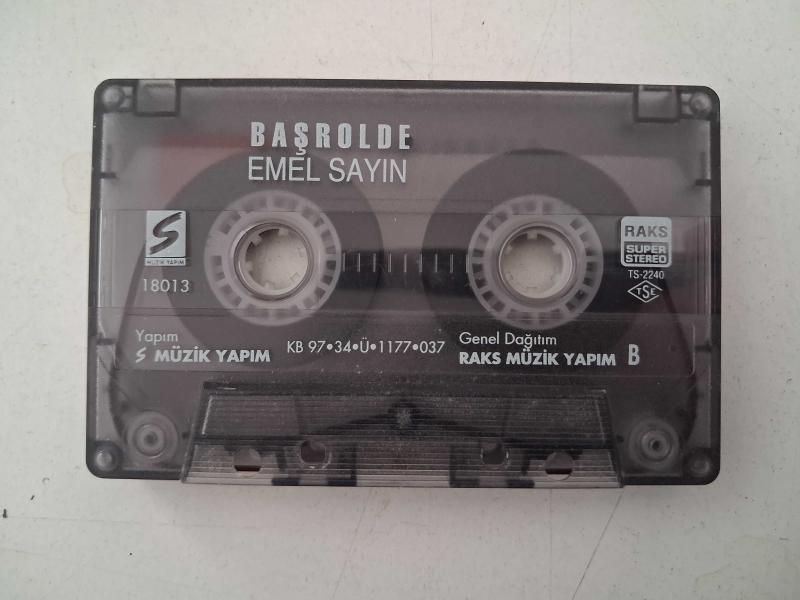 BAŞROLDE
EMEL SAYIN
S
MÜZİK YAPIM
18013
RAKS
SUPER
STEREO
TS-2240
TSE
Yapım
S MÜZİK YAPIM
KB 97•34•Ü•1177•037
Genel Dağıtım
RAKS MÜZİK YAPIM B